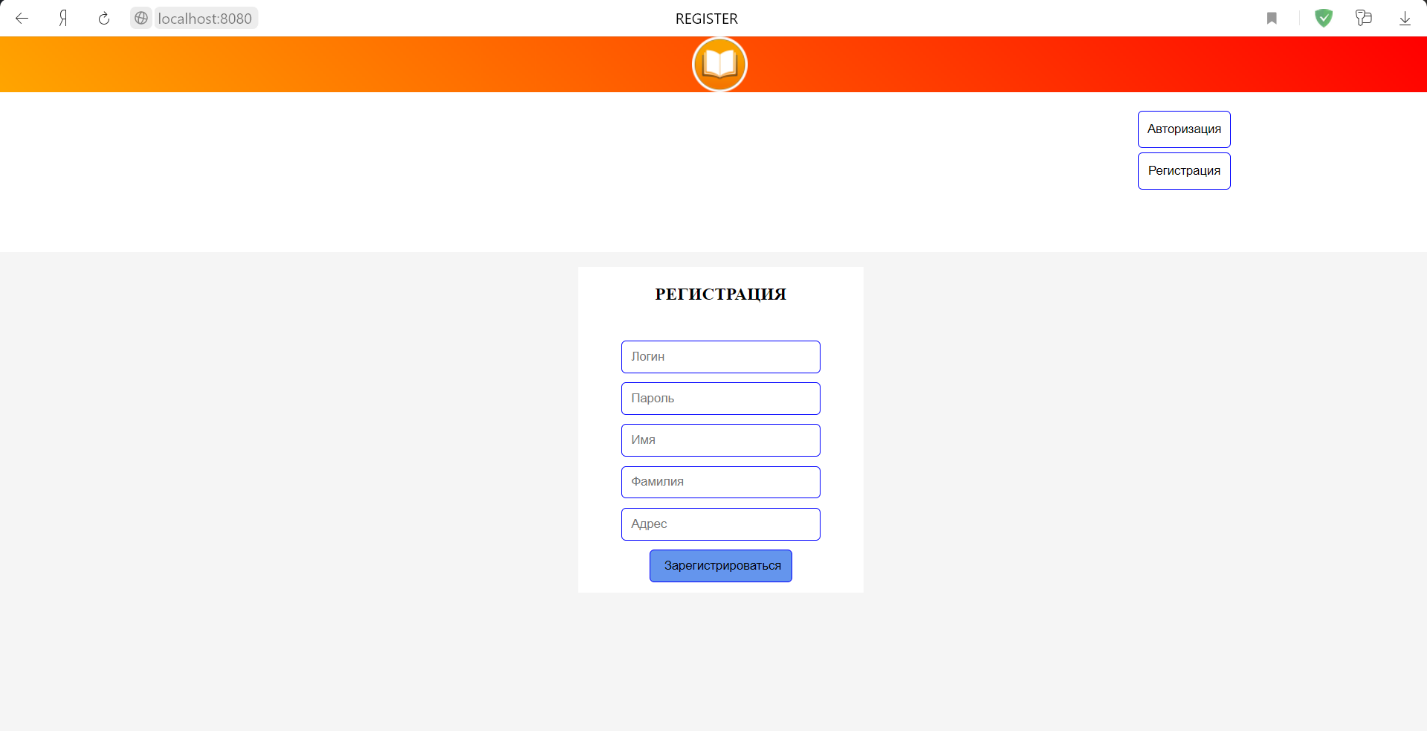 Я
localhost:8080
REGISTER
Авторизация
Регистрация
РЕГИСТРАЦИЯ
Логин
Пароль
Имя
Фамилия
Адрес
Зарегистрироваться